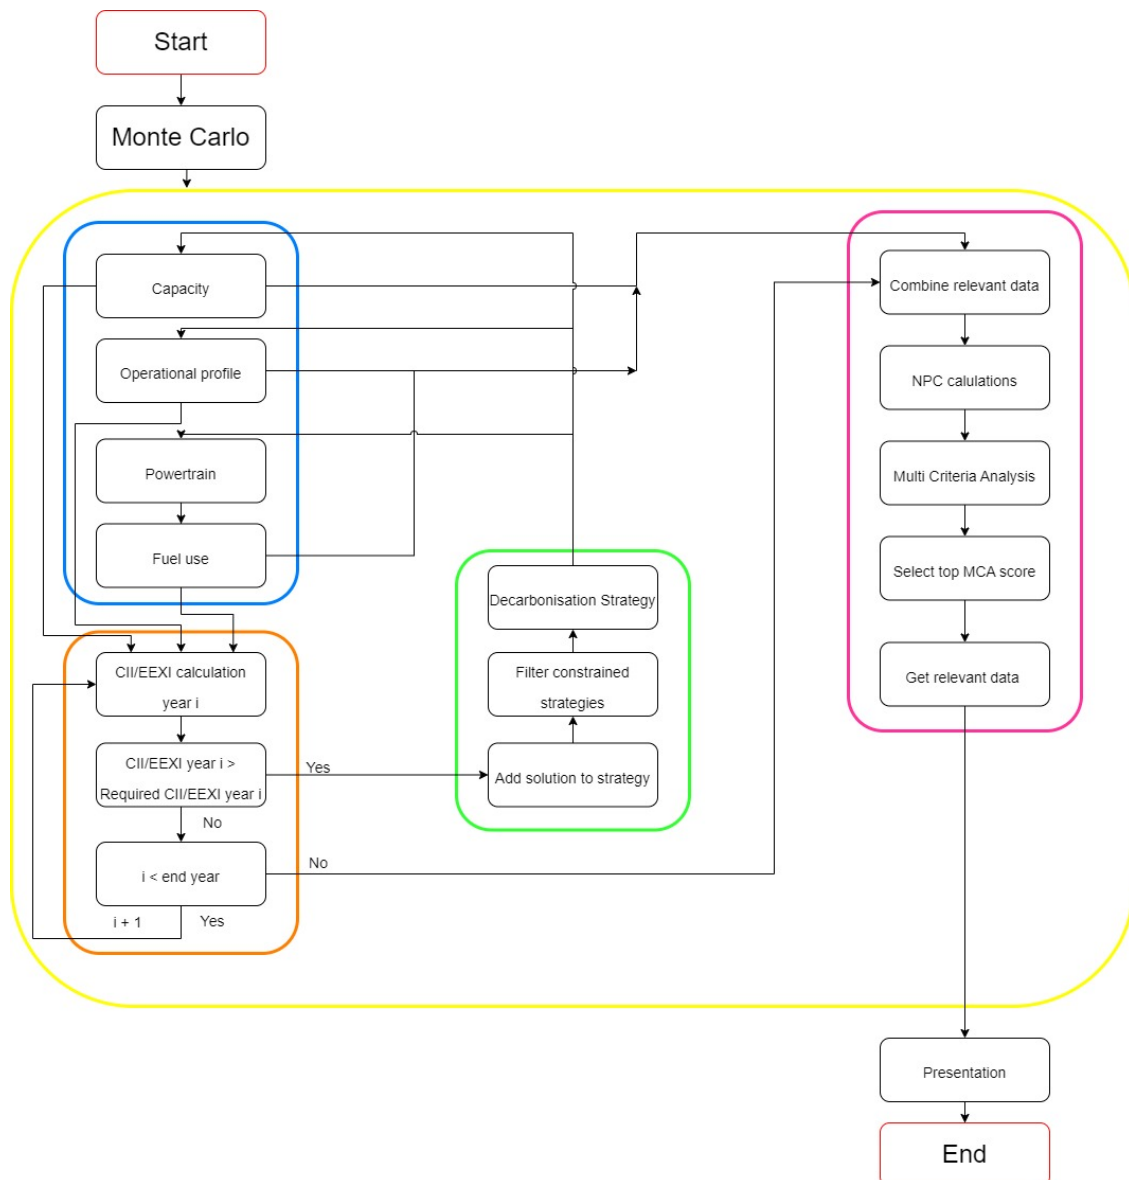 Start
Monte Carlo
Capacity
Operational profile
Powertrain
Fuel use
CII/EEXI calculation
year i
CII/EEXI year i >
Required CII/EEXI year i
Yes
No
i < end year
No
i + 1
Yes
Decarbonisation Strategy
Filter constrained
strategies
Add solution to strategy
Combine relevant data
NPC calulations
Multi Criteria Analysis
Select top MCA score
Get relevant data
Presentation
End